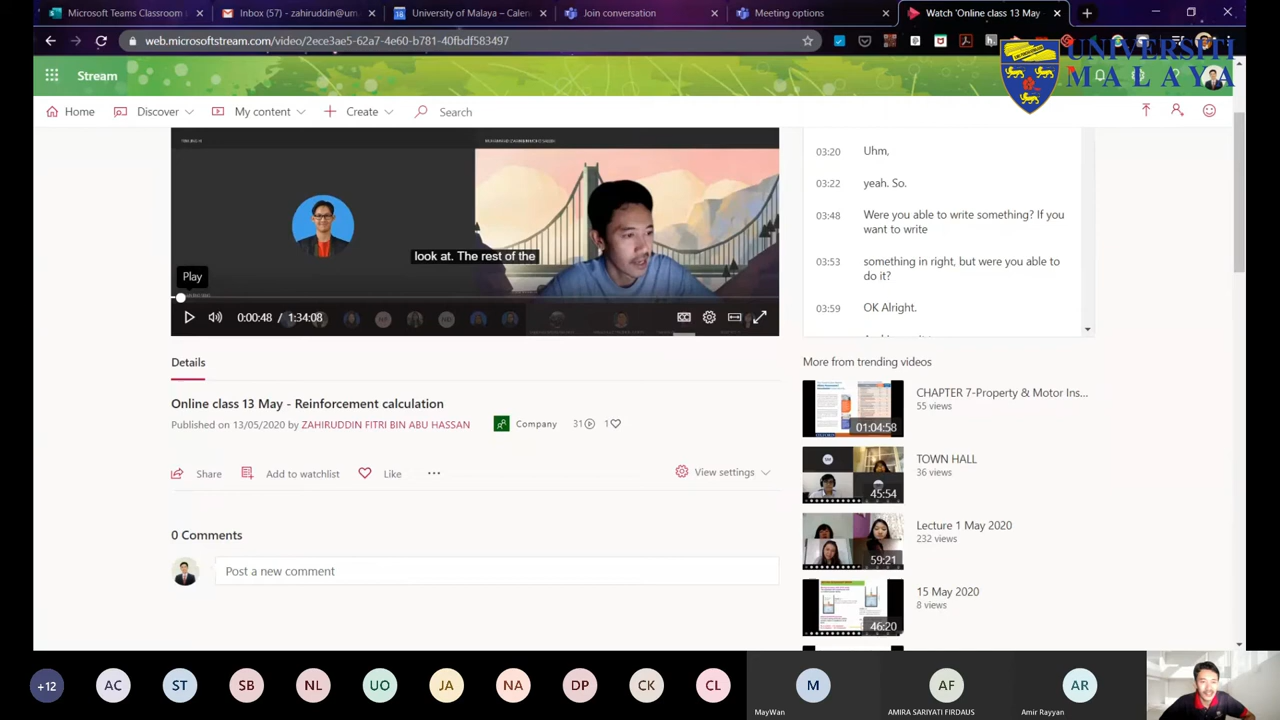 Microsoft Teams Classroom
Inbox (57) - zahiruddin@um.
University of Malaya – Calen
Join conversation
Meeting options
Watch 'Online class 13 May
web.microsoftstream.com/video/2ece3ae5-62a7-4e60-b781-40fbdf583497
UNIVERSITI
MALAYA
Stream
Home
Discover
My content
Create
Search
03:20 Uhm,
03:22 yeah. So.
03:48 Were you able to write something? If you
want to write
03:53 something in right, but were you able to
do it?
03:59 OK Alright.
look at. The rest of the
Play
0:00:48 / 1:34:08
Details
Online class 13 May - Reinforcement calculation
Published on 13/05/2020 by ZAHIRUDDIN FITRI BIN ABU HASSAN
Company 31 1
Share Add to watchlist Like ... View settings
0 Comments
Post a new comment
More from trending videos
CHAPTER 7-Property & Motor Ins...
55 views
01:04:58
TOWN HALL
36 views
45:54
Lecture 1 May 2020
232 views
59:21
15 May 2020
8 views
46:20
+12 AC ST SB NL UO JA NA DP CK CL M AF AR
MayWan AMIRA SARIYATI FIRDAUS Amir Rayyan